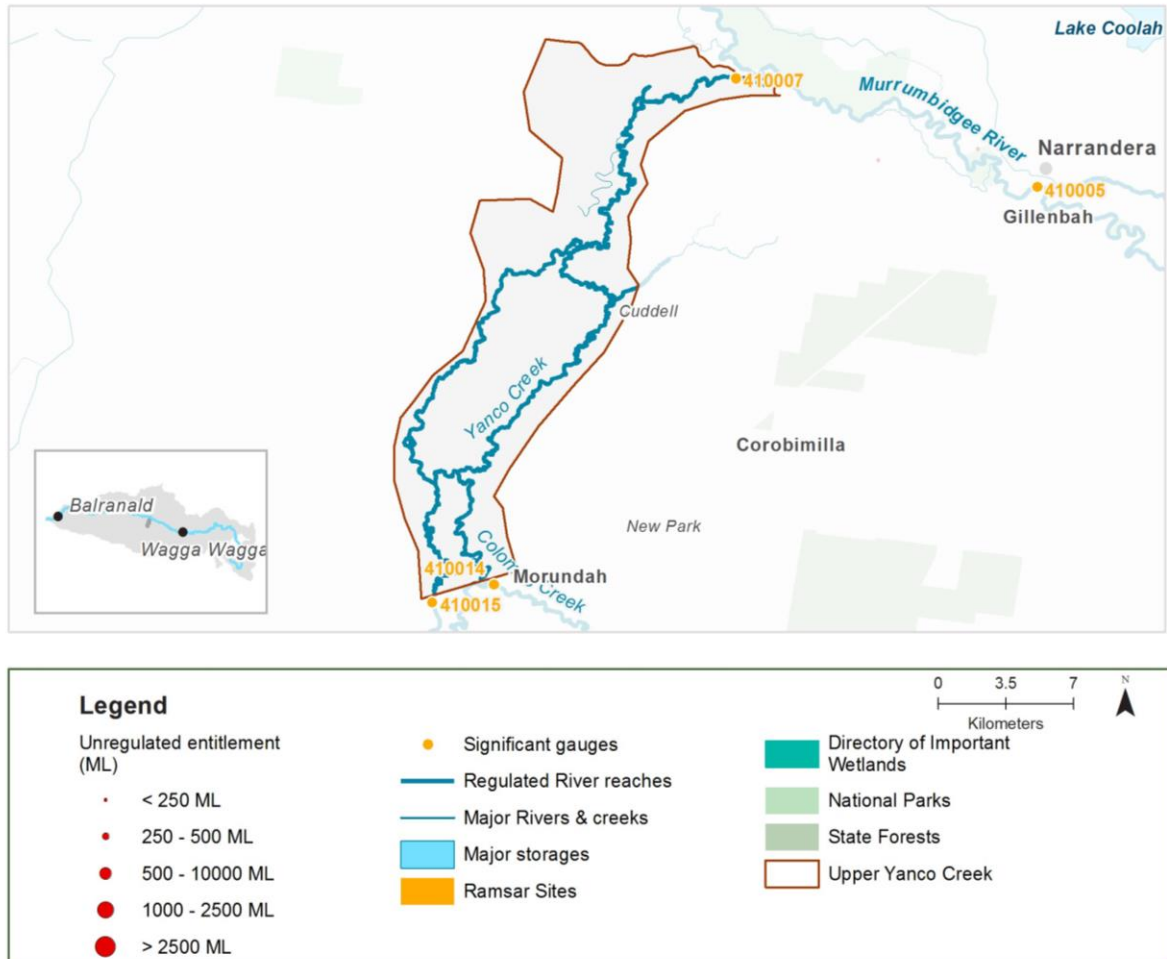 Lake Coolah
410007
Murrumbidgee River
Narrandera
410005
Gillenbah
Cuddell
Yanco Creek
Corobimilla
Balranald
Wagga Wagga
New Park
Colombo Creek
410014
Morundah
410015
Legend
Unregulated entitlement
(ML)
< 250 ML
250 - 500 ML
500 - 10000 ML
1000 - 2500 ML
> 2500 ML
Significant gauges
Regulated River reaches
Major Rivers & creeks
Major storages
Ramsar Sites
0 3.5 7
Kilometers
N
Directory of Important
Wetlands
National Parks
State Forests
Upper Yanco Creek